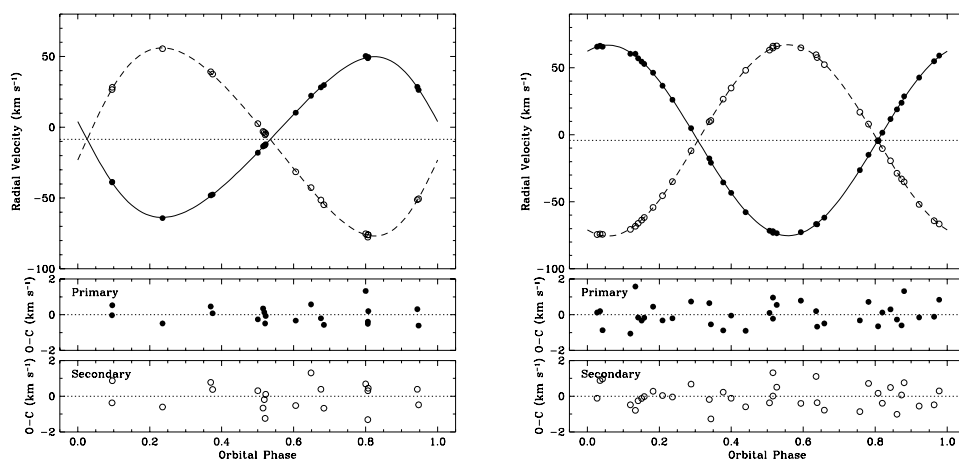 50
0
−50
−100
Radial Velocity (km s⁻¹)
Primary
2
0
−2
O−C (km s⁻¹)
Secondary
2
0
−2
O−C (km s⁻¹)
0.0 0.2 0.4 0.6 0.8 1.0
Orbital Phase
50
0
−50
−100
Radial Velocity (km s⁻¹)
Primary
2
0
−2
O−C (km s⁻¹)
Secondary
2
0
−2
O−C (km s⁻¹)
0.0 0.2 0.4 0.6 0.8 1.0
Orbital Phase